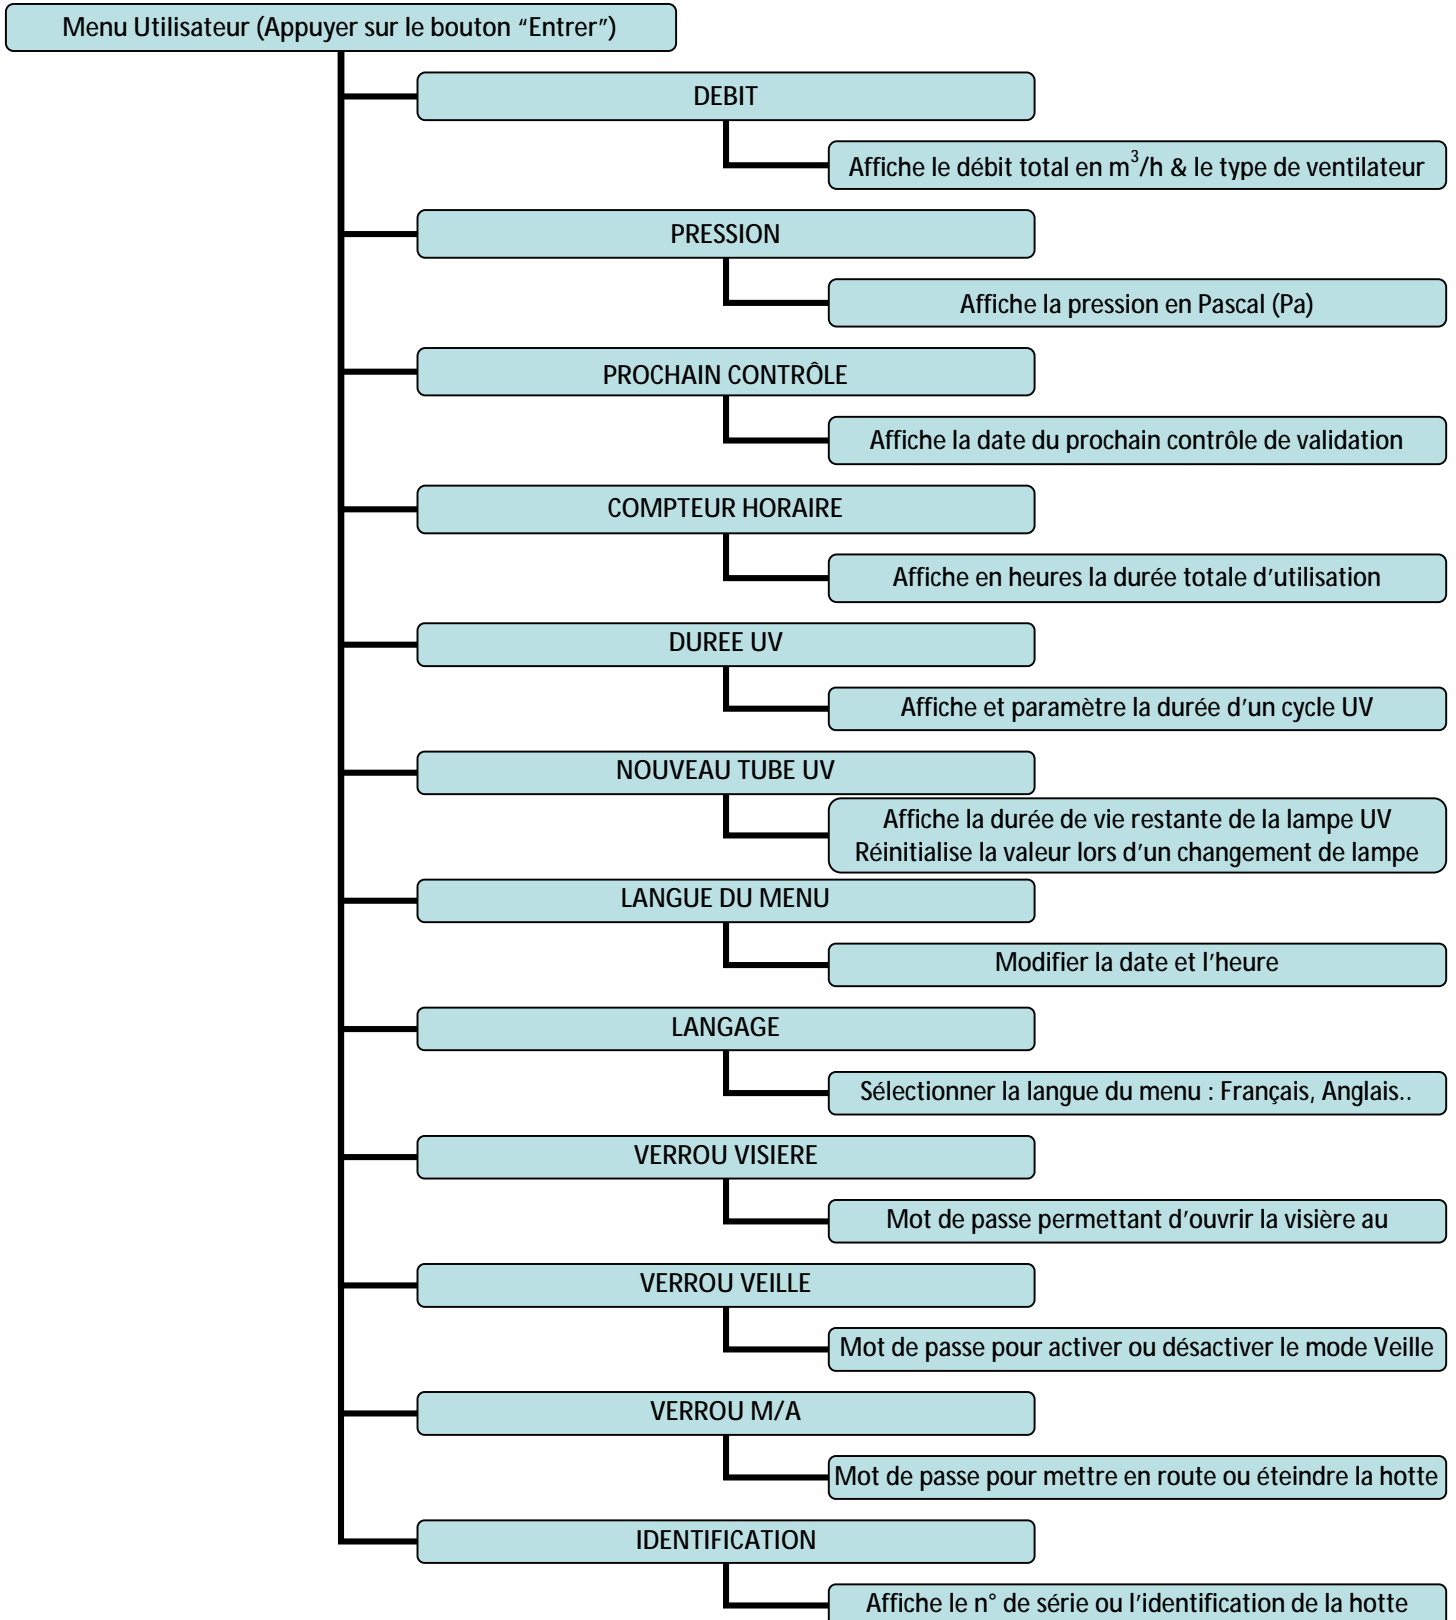 Menu Utilisateur (Appuyer sur le bouton “Entrer”)
DEBIT
Affiche le débit total en m³/h & le type de ventilateur
PRESSION
Affiche la pression en Pascal (Pa)
PROCHAIN CONTRÔLE
Affiche la date du prochain contrôle de validation
COMPTEUR HORAIRE
Affiche en heures la durée totale d’utilisation
DUREE UV
Affiche et paramètre la durée d’un cycle UV
NOUVEAU TUBE UV
Affiche la durée de vie restante de la lampe UV
Réinitialise la valeur lors d’un changement de lampe
LANGUE DU MENU
Modifier la date et l’heure
LANGAGE
Sélectionner la langue du menu : Français, Anglais..
VERROU VISIERE
Mot de passe permettant d’ouvrir la visière au
VERROU VEILLE
Mot de passe pour activer ou désactiver le mode Veille
VERROU M/A
Mot de passe pour mettre en route ou éteindre la hotte
IDENTIFICATION
Affiche le n° de série ou l’identification de la hotte